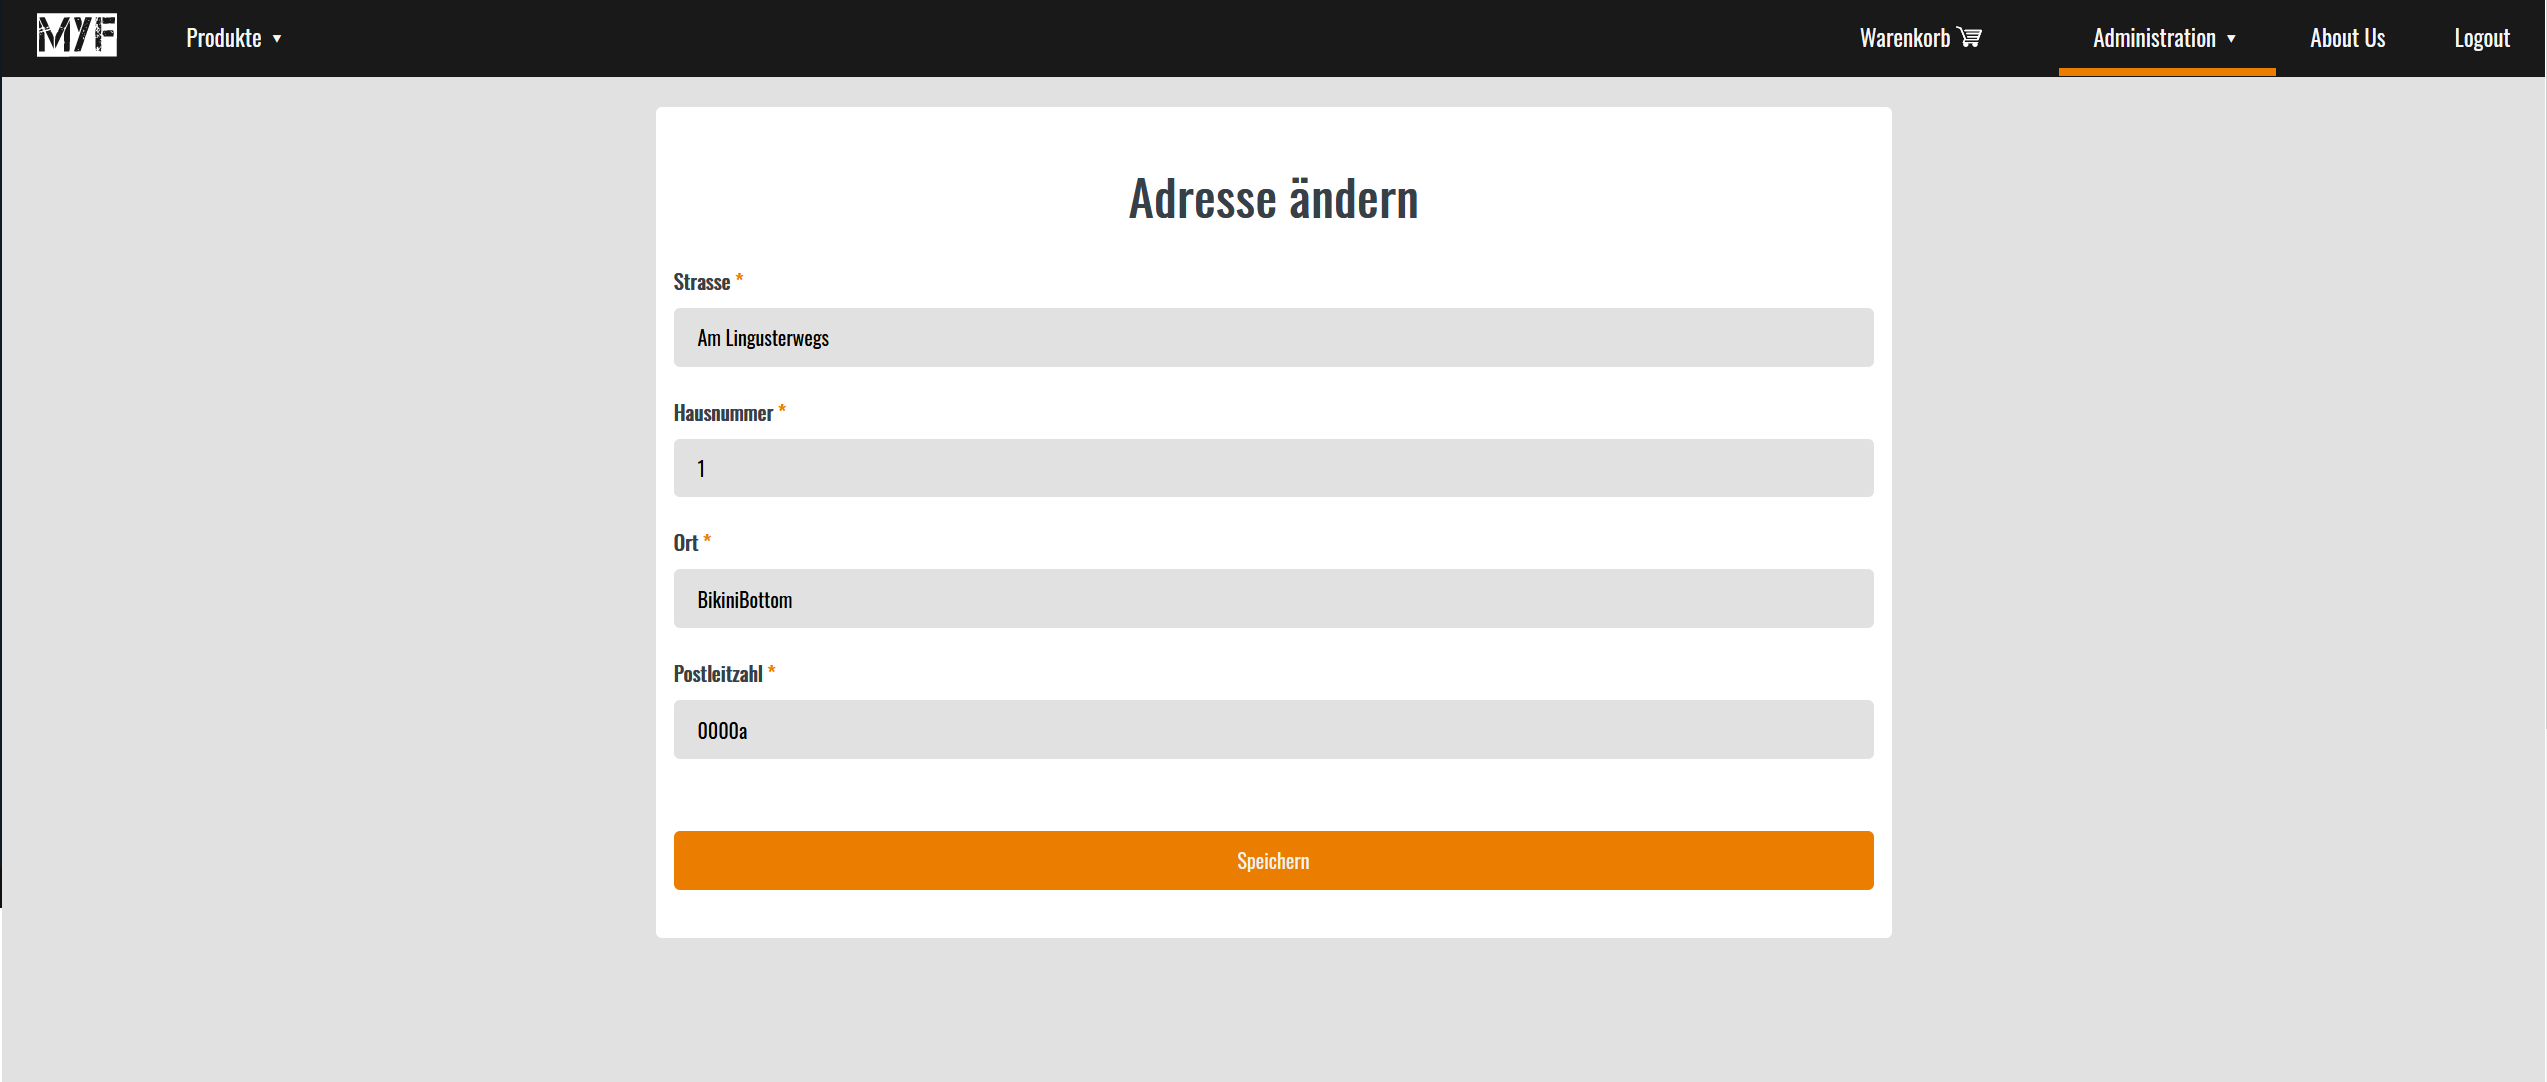 MYF
Produkte ▼
Warenkorb
Administration ▼
About Us
Logout
Adresse ändern
Strasse *
Am Lingusterwegs
Hausnummer *
1
Ort *
BikiniBottom
Postleitzahl *
0000a
Speichern